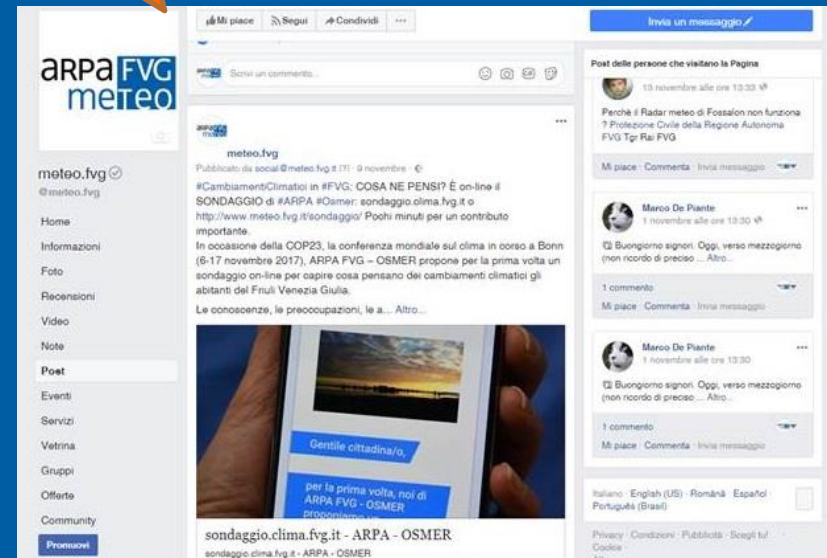 Mi piace Segui Condividi ...
Invia un messaggio
aRPa FVG
meteo
Scrivi un commento...
meteo.fvg
@meteo.fvg
Home
Informazioni
Foto
Recensioni
Video
Note
Post
Eventi
Servizi
Vetrina
Gruppi
Offerte
Community
Promuovi
meteo.fvg
Pubblicato da social@meteo.fvg.it [?] · 9 novembre ·
#CambiamentiClimatici in #FVG: COSA NE PENSI? È on-line il
SONDAGGIO di #ARPA #Osmer: sondaggio.clima.fvg.it o
http://www.meteo.fvg.it/sondaggio/ Pochi minuti per un contributo
importante.
In occasione della COP23, la conferenza mondiale sul clima in corso a Bonn
(6-17 novembre 2017), ARPA FVG – OSMER propone per la prima volta un
sondaggio on-line per capire cosa pensano dei cambiamenti climatici gli
abitanti del Friuli Venezia Giulia.
Le conoscenze, le preoccupazioni, le a... Altro...
Gentile cittadina/o,
per la prima volta, noi di
ARPA FVG - OSMER
proponiamo un
sondaggio.clima.fvg.it - ARPA - OSMER
sondaggio.clima.fvg.it - ARPA - OSMER
Post delle persone che visitano la Pagina
13 novembre alle ore 13:33
Perchè il Radar meteo di Fossalon non funziona
? Protezione Civile della Regione Autonoma
FVG Tgr Rai FVG
Mi piace · Commenta · Invia messaggio
Marco De Piante
1 novembre alle ore 13:30
Buongiorno signori. Oggi, verso mezzogiorno
(non ricordo di preciso ... Altro...
1 commento
Mi piace · Commenta · Invia messaggio
Marco De Piante
1 novembre alle ore 13:30
Buongiorno signori. Oggi, verso mezzogiorno
(non ricordo di preciso ... Altro...
1 commento
Mi piace · Commenta · Invia messaggio
Italiano · English (US) · Română · Español ·
Português (Brasil)
Privacy · Condizioni · Pubblicità · Scegli tu! ·
Cookie ·